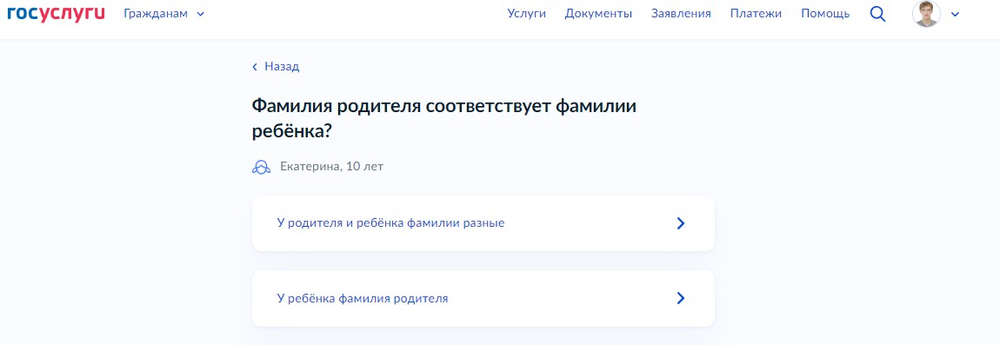 госуслуги Гражданам Услуги Документы Заявления Платежи Помощь
Назад
Фамилия родителя соответствует фамилии
ребёнка?
Екатерина, 10 лет
У родителя и ребёнка фамилии разные
У ребёнка фамилия родителя